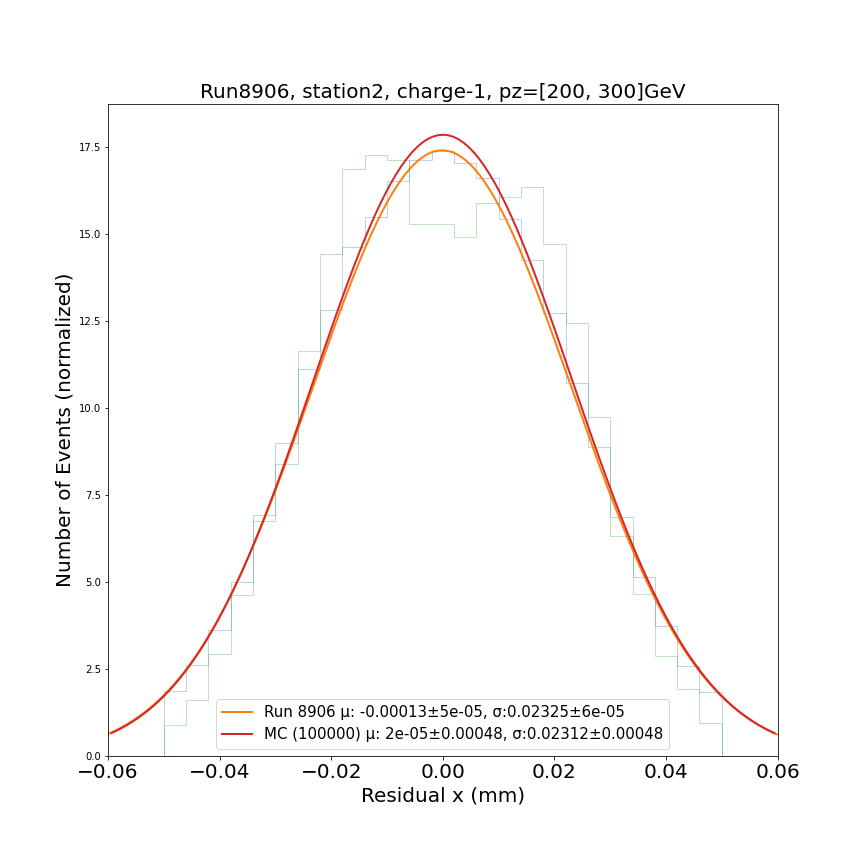 Run8906, station2, charge-1, pz=[200, 300]GeV
Number of Events (normalized)
17.5
15.0
12.5
10.0
7.5
5.0
2.5
0.0
Run 8906 μ: -0.00013±5e-05, σ:0.02325±6e-05
MC (100000) μ: 2e-05±0.00048, σ:0.02312±0.00048
−0.06 −0.04 −0.02 0.00 0.02 0.04 0.06
Residual x (mm)